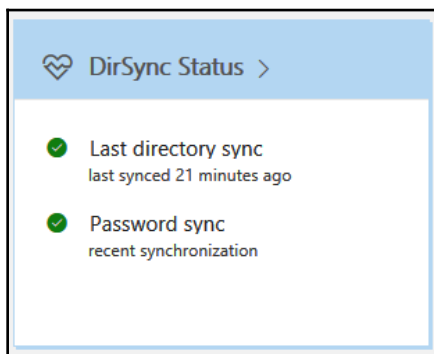 DirSync Status >
Last directory sync
last synced 21 minutes ago
Password sync
recent synchronization